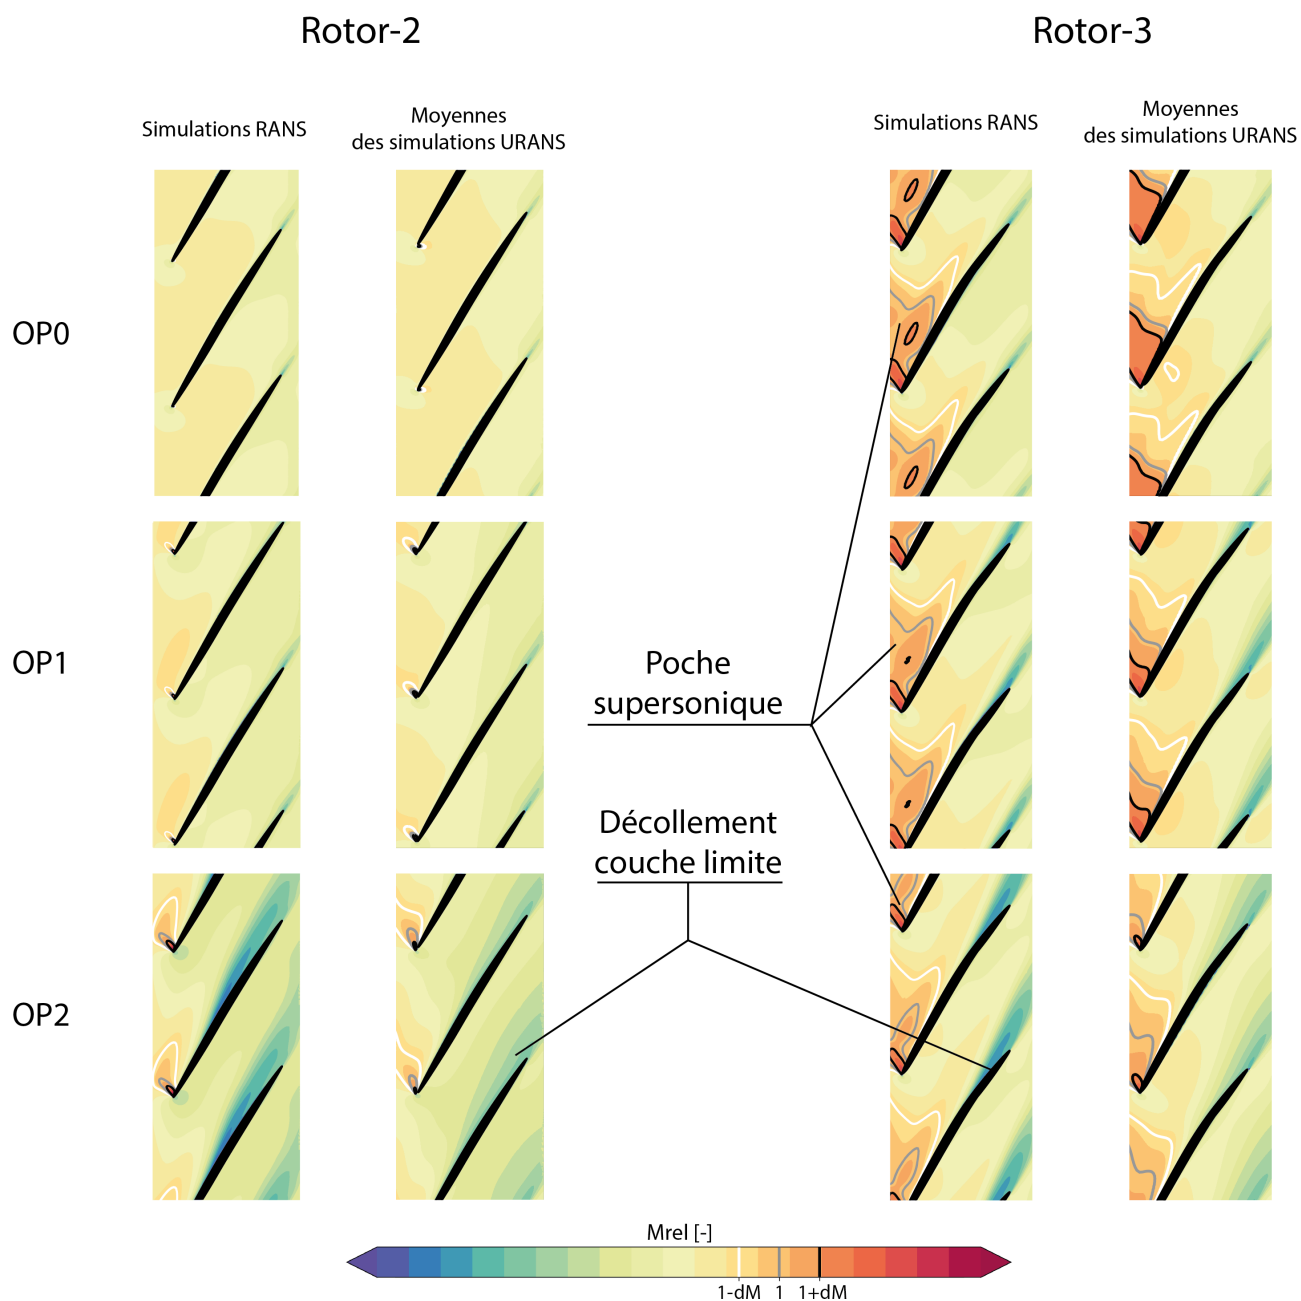 Rotor-2
Rotor-3
Simulations RANS
Moyennes
des simulations URANS
Simulations RANS
Moyennes
des simulations URANS
OP0
OP1
Poche
supersonique
Décollement
couche limite
OP2
Mrel [-]
1-dM
1
1+dM